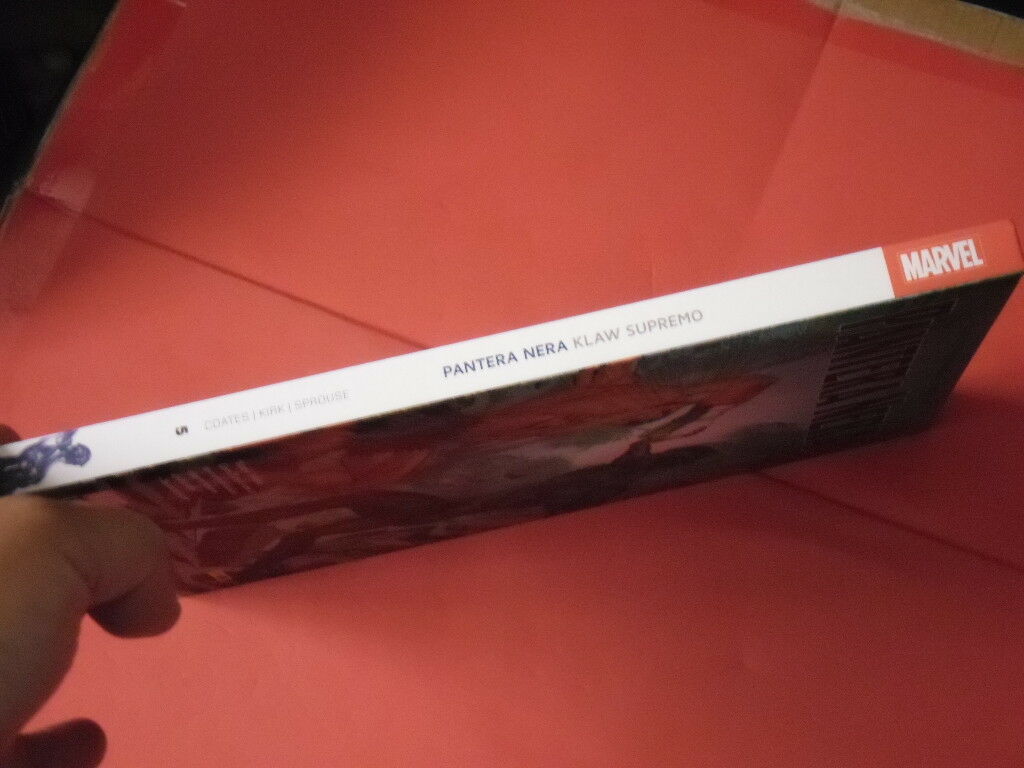 MARVEL
PANTERA NERA KLAW SUPREMO
COATES | KIRK | SPROUSE
5